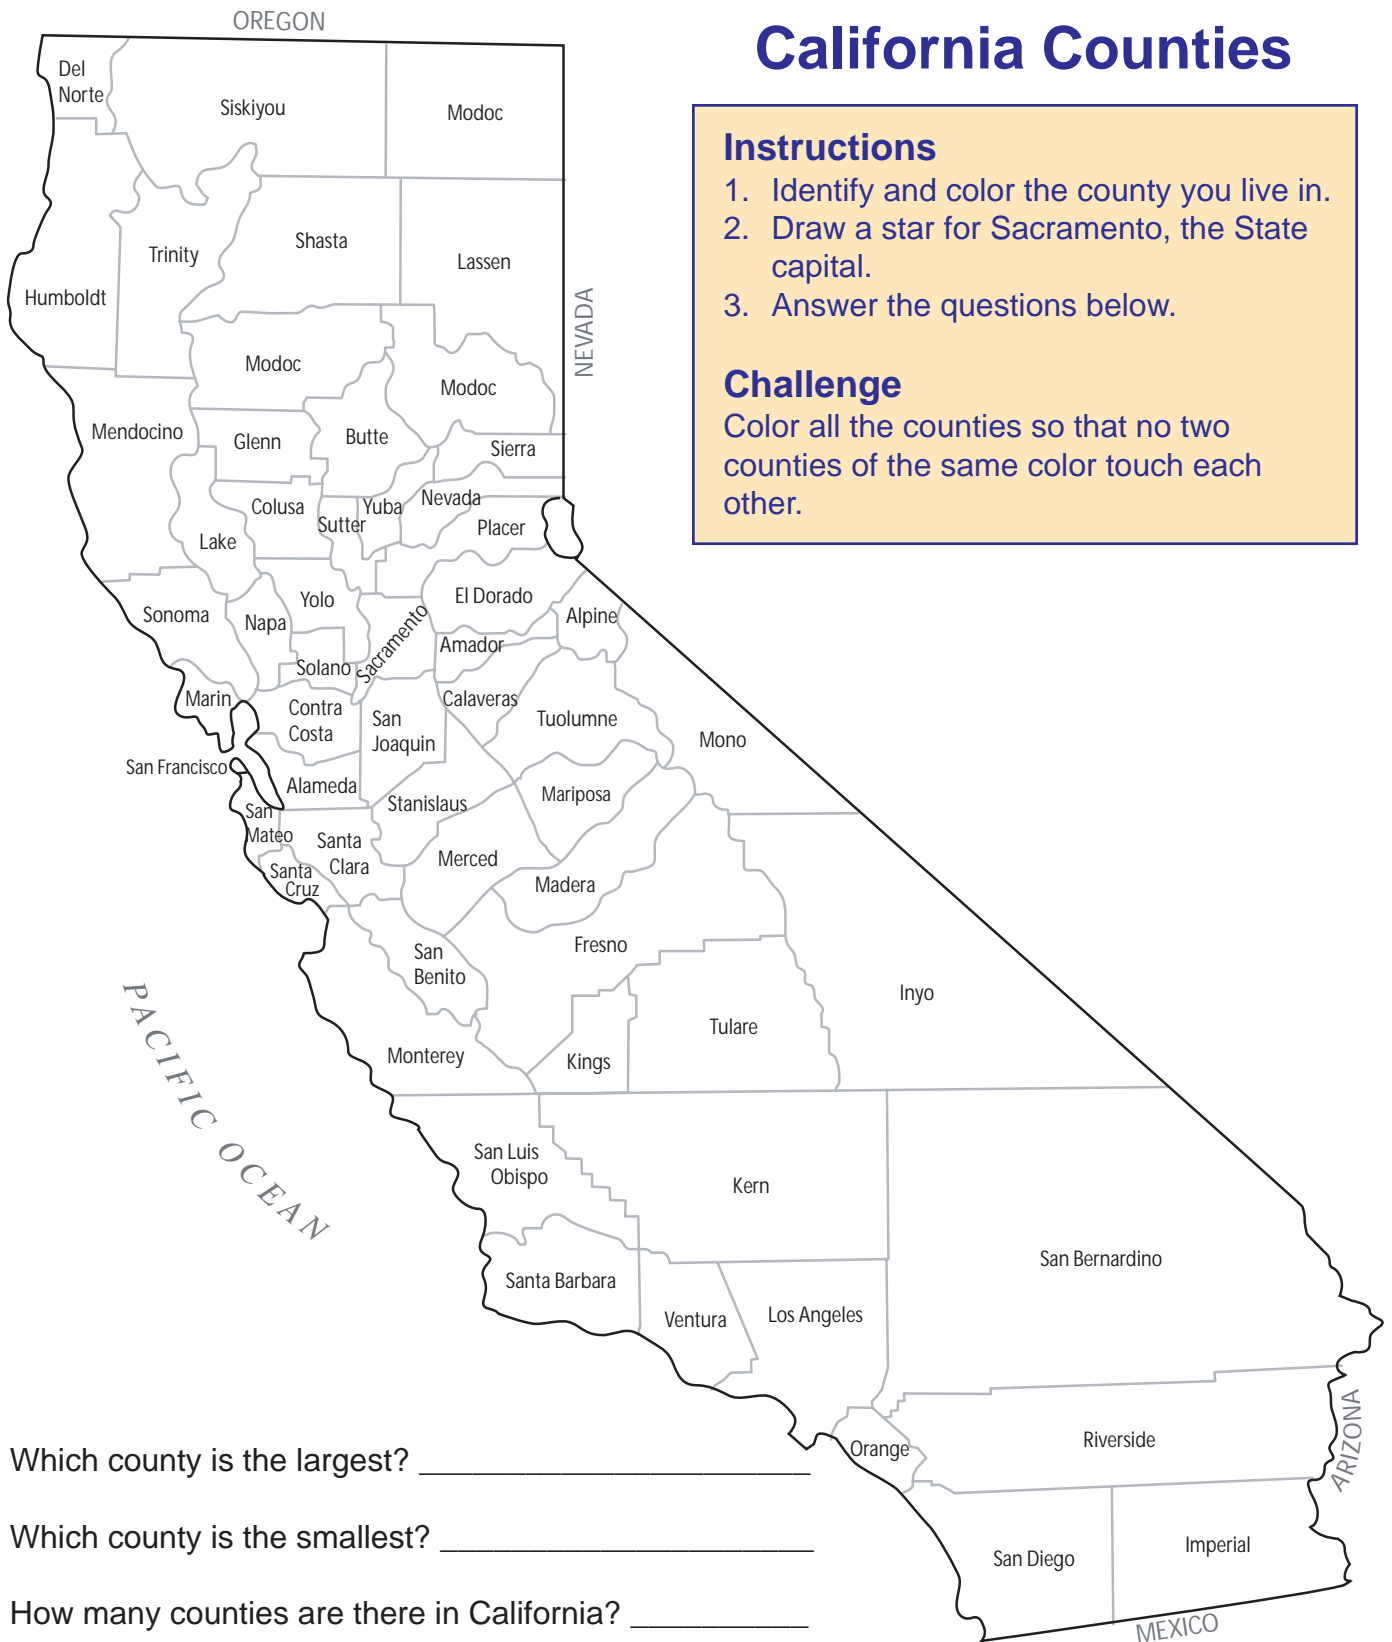 OREGON
California Counties
Instructions
1. Identify and color the county you live in.
2. Draw a star for Sacramento, the State
capital.
3. Answer the questions below.
Challenge
Color all the counties so that no two
counties of the same color touch each
other.
Del
Norte
Siskiyou
Modoc
Trinity
Shasta
Lassen
Humboldt
NEVADA
Modoc
Modoc
Mendocino
Glenn
Butte
Sierra
Colusa
Sutter
Yuba
Nevada
Placer
Lake
Sonoma
Napa
Yolo
Sacramento
El Dorado
Alpine
Solano
Amador
Marin
Contra
Costa
San
Joaquin
Calaveras
Tuolumne
Mono
San Francisco
Alameda
Stanislaus
Mariposa
San
Mateo
Santa
Clara
Merced
Santa
Cruz
Madera
San
Benito
Fresno
Inyo
PACIFIC OCEAN
Monterey
Kings
Tulare
San Luis
Obispo
Kern
Santa Barbara
Ventura
Los Angeles
San Bernardino
Orange
Riverside
ARIZONA
San Diego
Imperial
MEXICO
Which county is the largest? ______________________
Which county is the smallest? _____________________
How many counties are there in California? __________